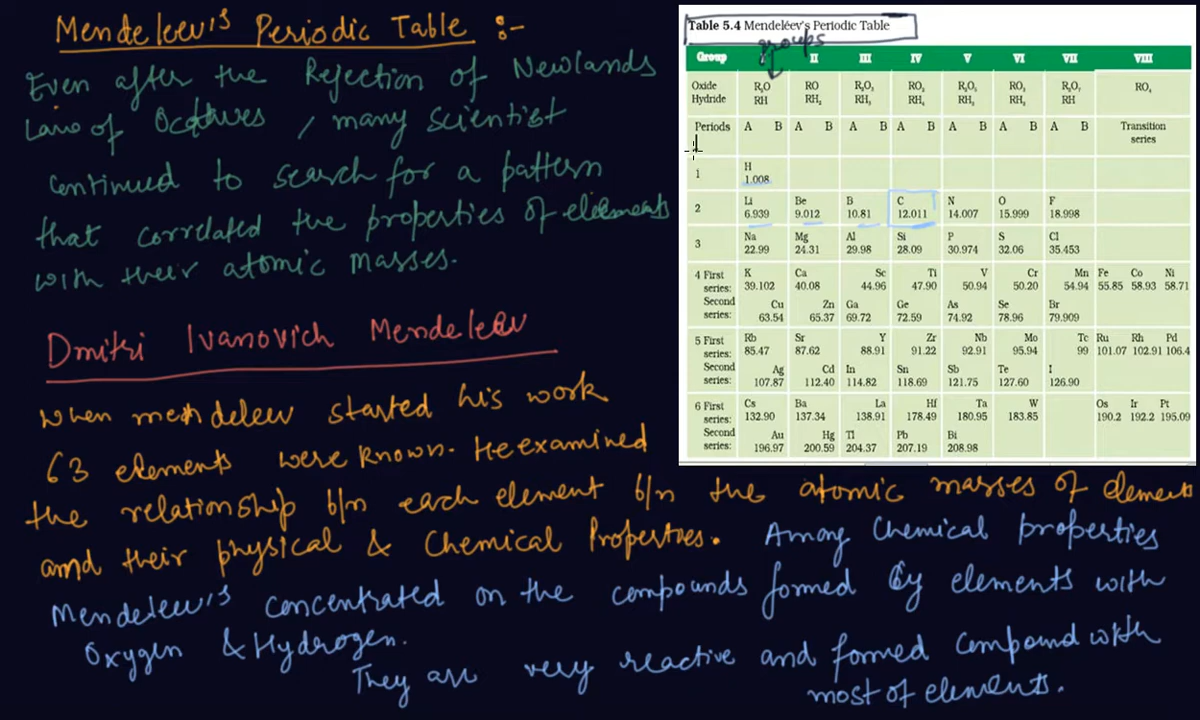 Mendeleev's Periodic Table :-
Even after the Rejection of Newlands
Law of Octaves, many scientist
continued to search for a pattern
that correlated the properties of elements
with their atomic masses.
Dmitri Ivanovich Mendeleev
When mendeleev started his work
63 elements were known. He examined
the relationship b/n each element b/n the atomic masses of elements
and their physical & Chemical Properties. Among Chemical properties
Mendeleev's concentrated on the compounds formed by elements with
Oxygen & Hydrogen.
They are very reactive and formed compound with
most of elements.
Table 5.4 Mendeléev's Periodic Table
groups
Group II III IV V VI VII VIII
Oxide R₂O RO R₂O₃ RO₂ R₂O₅ RO₃ R₂O₇ RO₄
Hydride RH RH₂ RH₃ RH₄ RH₃ RH₂ RH
Periods A B A B A B A B A B A B A B Transition
series
H
1 1.008
Li Be B C N O F
2 6.939 9.012 10.81 12.011 14.007 15.999 18.998
Na Mg Al Si P S Cl
3 22.99 24.31 29.98 28.09 30.974 32.06 35.453
4 First K Ca Sc Ti V Cr Mn Fe Co Ni
series: 39.102 40.08 44.96 47.90 50.94 50.20 54.94 55.85 58.93 58.71
Second Cu Zn Ga Ge As Se Br
series: 63.54 65.37 69.72 72.59 74.92 78.96 79.909
5 First Rb Sr Y Zr Nb Mo Tc Ru Rh Pd
series: 85.47 87.62 88.91 91.22 92.91 95.94 99 101.07 102.91 106.4
Second Ag Cd In Sn Sb Te I
series: 107.87 112.40 114.82 118.69 121.75 127.60 126.90
6 First Cs Ba La Hf Ta W Os Ir Pt
series: 132.90 137.34 138.91 178.49 180.95 183.85 190.2 192.2 195.09
Second Au Hg Tl Pb Bi
series: 196.97 200.59 204.37 207.19 208.98